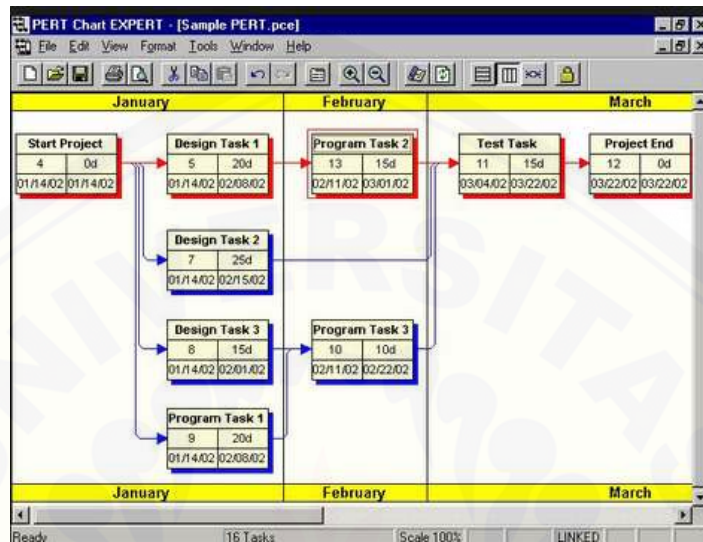 PERT Chart EXPERT - [Sample PERT.pce]
File Edit View Format Tools Window Help
January February March
Start Project
4 0d
01/14/02 01/14/02
Design Task 1
5 20d
01/14/02 02/08/02
Program Task 2
13 15d
02/11/02 03/01/02
Test Task
11 15d
03/04/02 03/22/02
Project End
12 0d
03/22/02 03/22/02
Design Task 2
7 25d
01/14/02 02/15/02
Design Task 3
8 15d
01/14/02 02/01/02
Program Task 3
10 10d
02/11/02 02/22/02
Program Task 1
9 20d
01/14/02 02/08/02
January February March
Ready 16 Tasks Scale 100% LINKED